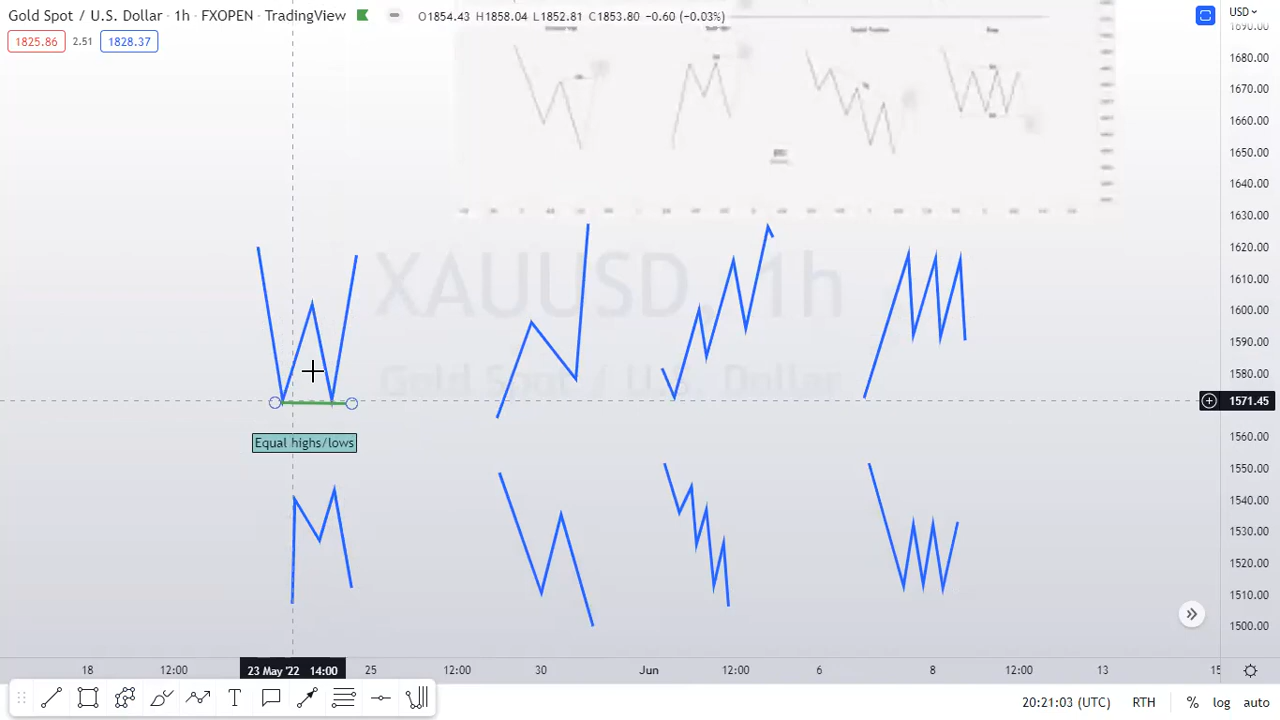 Gold Spot / U.S. Dollar · 1h · FXOPEN · TradingView O1854.43 H1858.04 L1852.81 C1853.80 −0.60 (−0.03%)
USD
1825.86 2.51 1828.37
1690.00
1680.00
1670.00
1660.00
1650.00
1640.00
1630.00
1620.00
1610.00
1600.00
1590.00
1580.00
1571.45
1560.00
1550.00
1540.00
1530.00
1520.00
1510.00
1500.00
XAUUSD, 1h
Gold Spot / U.S. Dollar
Equal highs/lows
18 12:00 23 May '22 14:00 25 12:00 30 Jun 12:00 6 8 12:00 13 15
20:21:03 (UTC) RTH % log auto